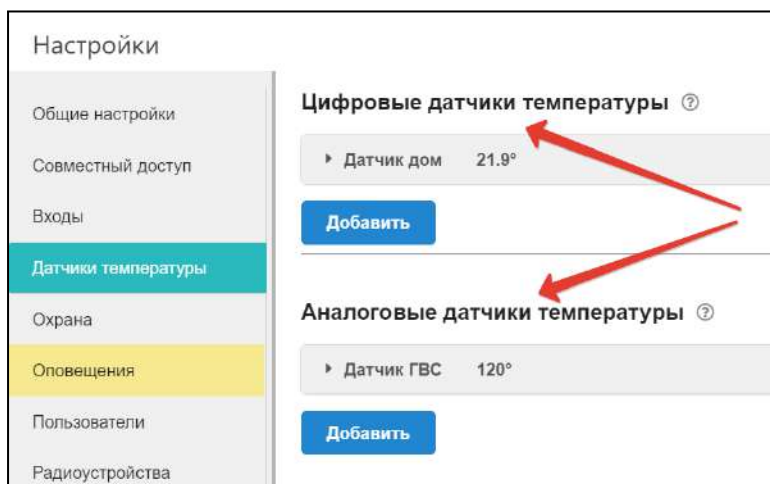 Настройки
Общие настройки
Совместный доступ
Входы
Датчики температуры
Охрана
Оповещения
Пользователи
Радиоустройства
Цифровые датчики температуры ?
Датчик дом 21.9°
Добавить
Аналоговые датчики температуры ?
Датчик ГВС 120°
Добавить